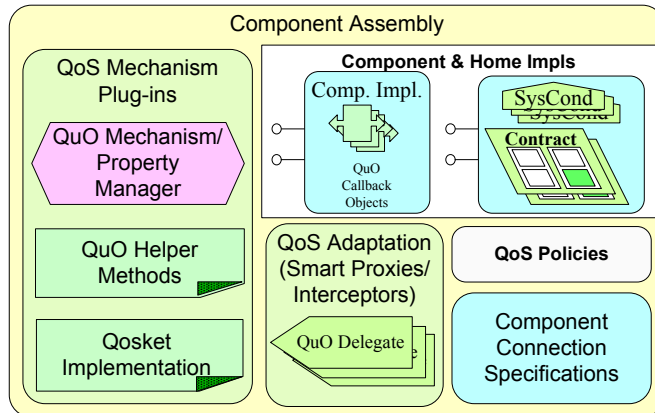 Component Assembly
QoS Mechanism
Plug-ins
QuO Mechanism/
Property
Manager
QuO Helper
Methods
Qosket
Implementation
Component & Home Impls
Comp. Impl.
QuO
Callback
Objects
SysCond
SysCond
Contract
QoS Adaptation
(Smart Proxies/
Interceptors)
QuO Delegate
QoS Policies
Component
Connection
Specifications